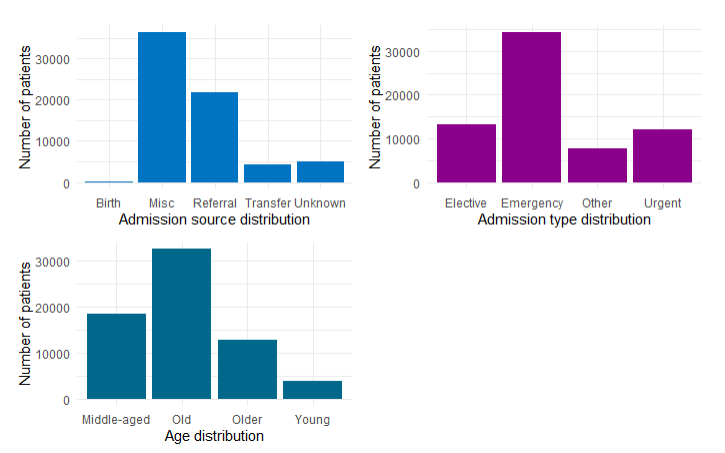 Number of patients
30000
20000
10000
0
Birth Misc Referral Transfer Unknown
Admission source distribution
Number of patients
30000
20000
10000
0
Elective Emergency Other Urgent
Admission type distribution
Number of patients
30000
20000
10000
0
Middle-aged Old Older Young
Age distribution